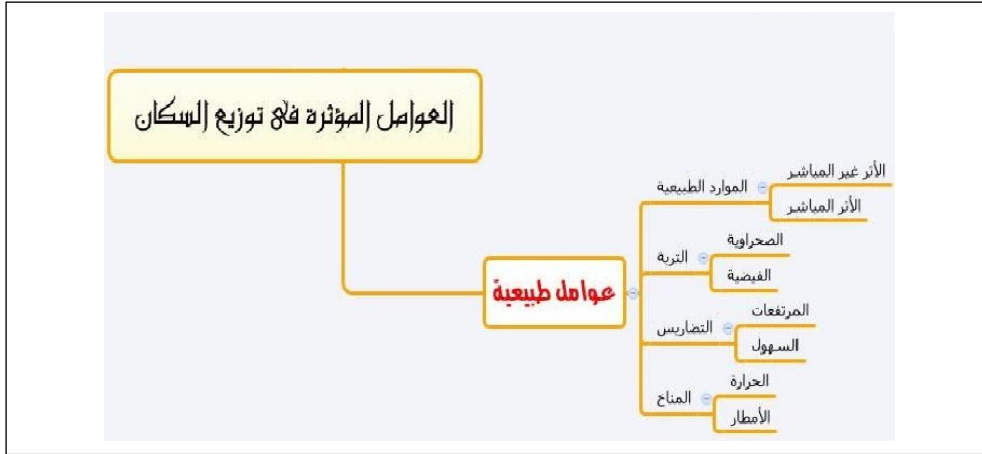 العوامل المؤثرة فى توزيع السكان
عوامل طبيعية
الموارد الطبيعية
الأثر غير المباشر
الأثر المباشر
التربة
الصحراوية
الفيضية
التضاريس
المرتفعات
السهول
المناخ
الحرارة
الأمطار